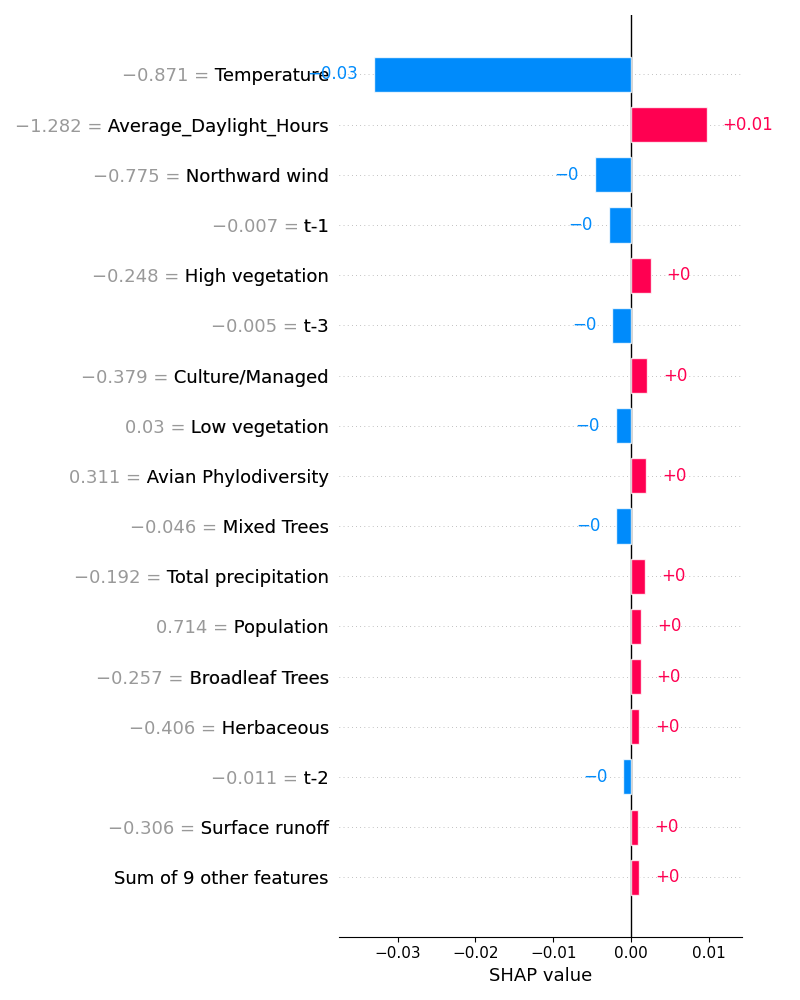 −0.871 = Temperature −0.03
−1.282 = Average_Daylight_Hours +0.01
−0.775 = Northward wind −0
−0.007 = t-1 −0
−0.248 = High vegetation +0
−0.005 = t-3 −0
−0.379 = Culture/Managed +0
0.03 = Low vegetation −0
0.311 = Avian Phylodiversity +0
−0.046 = Mixed Trees −0
−0.192 = Total precipitation +0
0.714 = Population +0
−0.257 = Broadleaf Trees +0
−0.406 = Herbaceous +0
−0.011 = t-2 −0
−0.306 = Surface runoff +0
Sum of 9 other features +0
−0.03 −0.02 −0.01 0.00 0.01
SHAP value